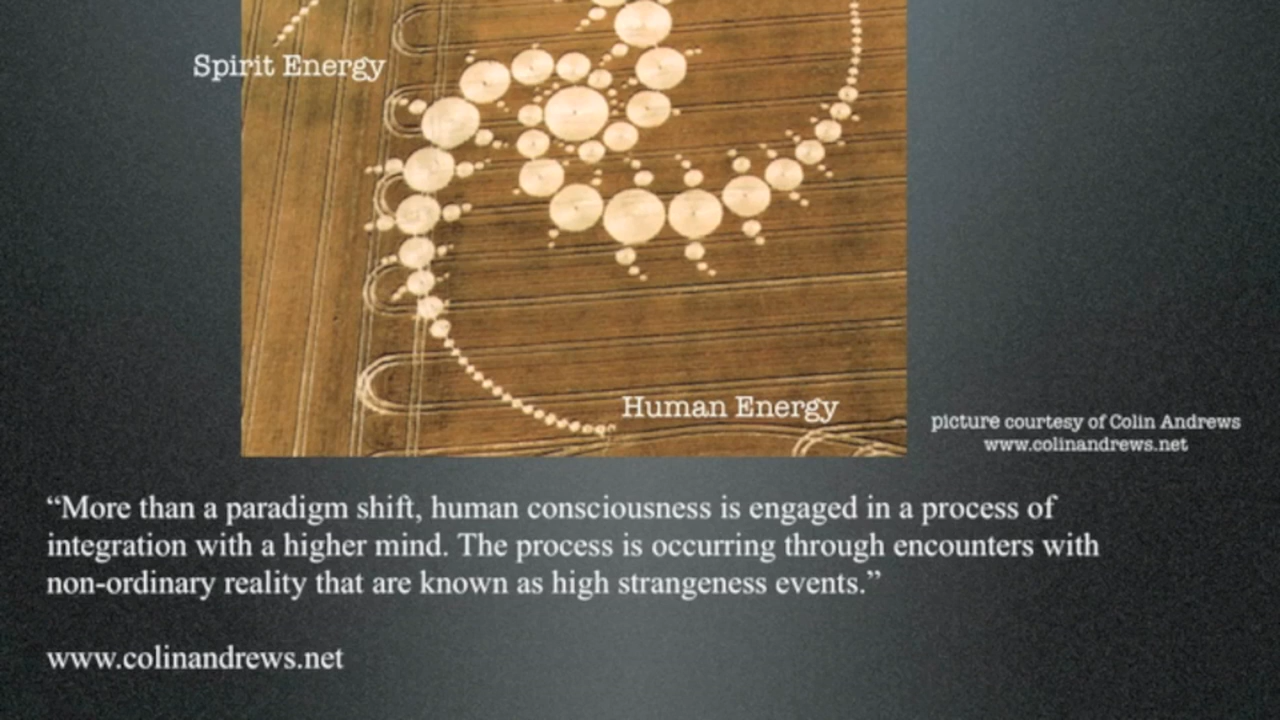 Spirit Energy
Human Energy
picture courtesy of Colin Andrews
www.colinandrews.net
“More than a paradigm shift, human consciousness is engaged in a process of
integration with a higher mind. The process is occurring through encounters with
non-ordinary reality that are known as high strangeness events.”
www.colinandrews.net